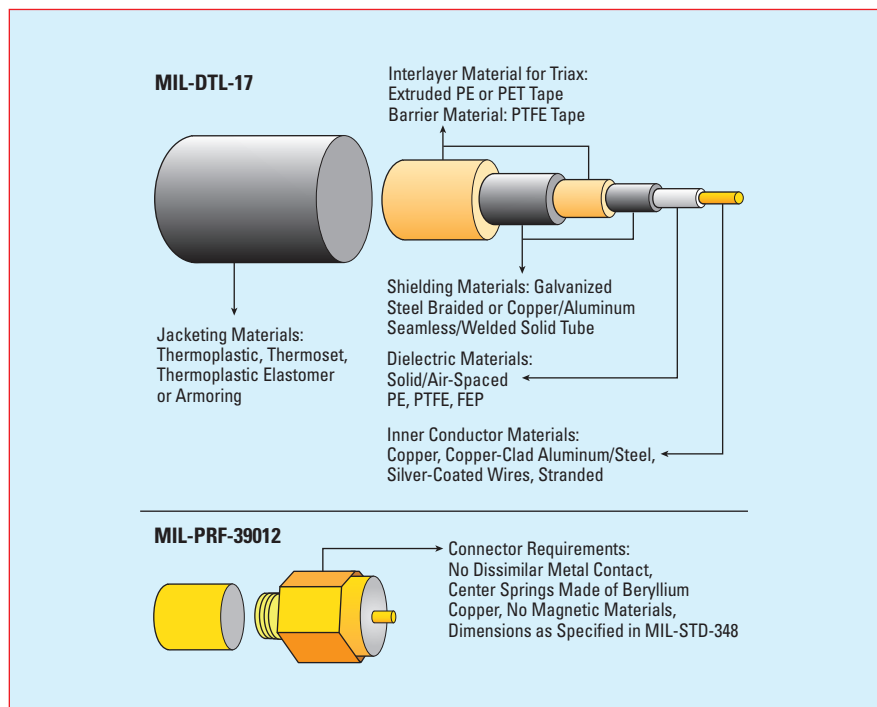 MIL-DTL-17
Interlayer Material for Triax:
Extruded PE or PET Tape
Barrier Material: PTFE Tape
Shielding Materials: Galvanized
Steel Braided or Copper/Aluminum
Seamless/Welded Solid Tube
Jacketing Materials:
Thermoplastic, Thermoset,
Thermoplastic Elastomer
or Armoring
Dielectric Materials:
Solid/Air-Spaced
PE, PTFE, FEP
Inner Conductor Materials:
Copper, Copper-Clad Aluminum/Steel,
Silver-Coated Wires, Stranded
MIL-PRF-39012
Connector Requirements:
No Dissimilar Metal Contact,
Center Springs Made of Beryllium
Copper, No Magnetic Materials,
Dimensions as Specified in MIL-STD-348